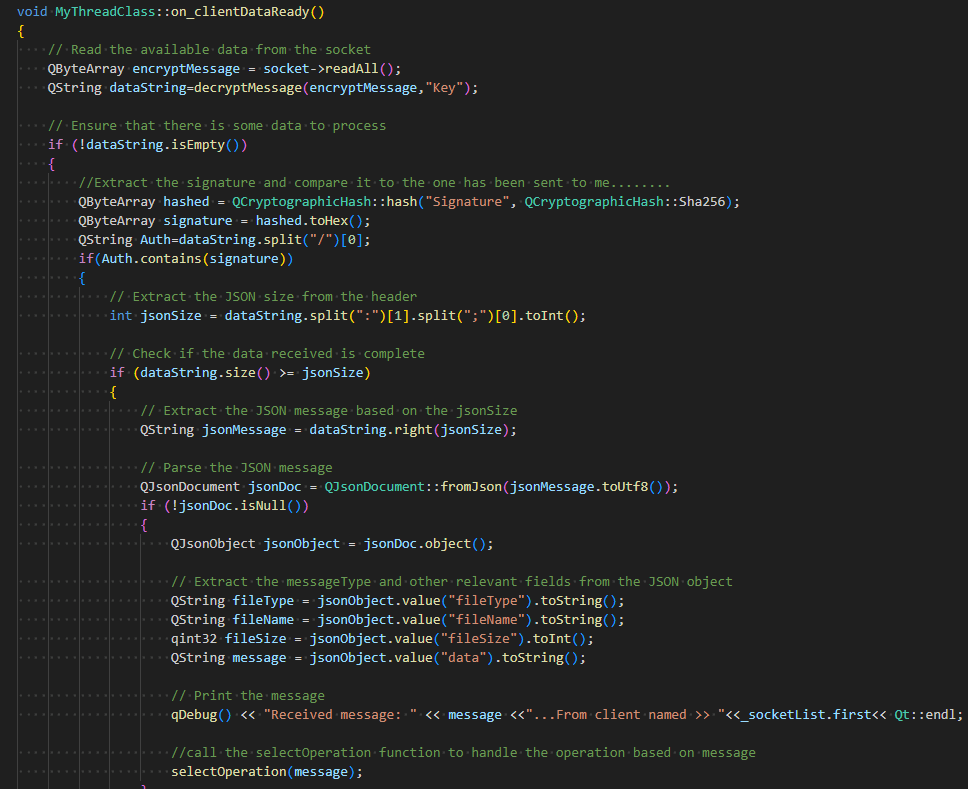 void MyThreadClass::on_clientDataReady()
{
// Read the available data from the socket
QByteArray encryptMessage = socket->readAll();
QString dataString=decryptMessage(encryptMessage,"Key");
// Ensure that there is some data to process
if (!dataString.isEmpty())
{
//Extract the signature and compare it to the one has been sent to me........
QByteArray hashed = QCryptographicHash::hash("Signature", QCryptographicHash::Sha256);
QByteArray signature = hashed.toHex();
QString Auth=dataString.split("/")[0];
if(Auth.contains(signature))
{
// Extract the JSON size from the header
int jsonSize = dataString.split(":")[1].split(";")[0].toInt();
// Check if the data received is complete
if (dataString.size() >= jsonSize)
{
// Extract the JSON message based on the jsonSize
QString jsonMessage = dataString.right(jsonSize);
// Parse the JSON message
QJsonDocument jsonDoc = QJsonDocument::fromJson(jsonMessage.toUtf8());
if (!jsonDoc.isNull())
{
QJsonObject jsonObject = jsonDoc.object();
// Extract the messageType and other relevant fields from the JSON object
QString fileType = jsonObject.value("fileType").toString();
QString fileName = jsonObject.value("fileName").toString();
qint32 fileSize = jsonObject.value("fileSize").toInt();
QString message = jsonObject.value("data").toString();
// Print the message
qDebug() << "Received message: " << message <<"...From client named >> "<<_socketList.first<< Qt::endl;
//call the selectOperation function to handle the operation based on message
selectOperation(message);